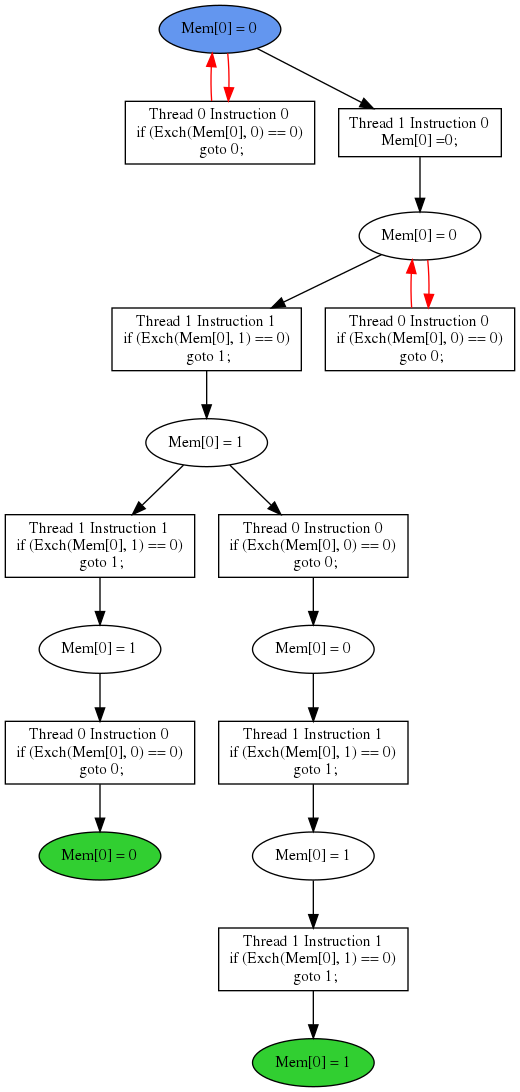 Mem[0] = 0
Thread 0 Instruction 0
if (Exch(Mem[0], 0) == 0)
goto 0;
Thread 1 Instruction 0
Mem[0] =0;
Mem[0] = 0
Thread 1 Instruction 1
if (Exch(Mem[0], 1) == 0)
goto 1;
Thread 0 Instruction 0
if (Exch(Mem[0], 0) == 0)
goto 0;
Mem[0] = 1
Thread 1 Instruction 1
if (Exch(Mem[0], 1) == 0)
goto 1;
Thread 0 Instruction 0
if (Exch(Mem[0], 0) == 0)
goto 0;
Mem[0] = 1
Mem[0] = 0
Thread 0 Instruction 0
if (Exch(Mem[0], 0) == 0)
goto 0;
Thread 1 Instruction 1
if (Exch(Mem[0], 1) == 0)
goto 1;
Mem[0] = 0
Mem[0] = 1
Thread 1 Instruction 1
if (Exch(Mem[0], 1) == 0)
goto 1;
Mem[0] = 1